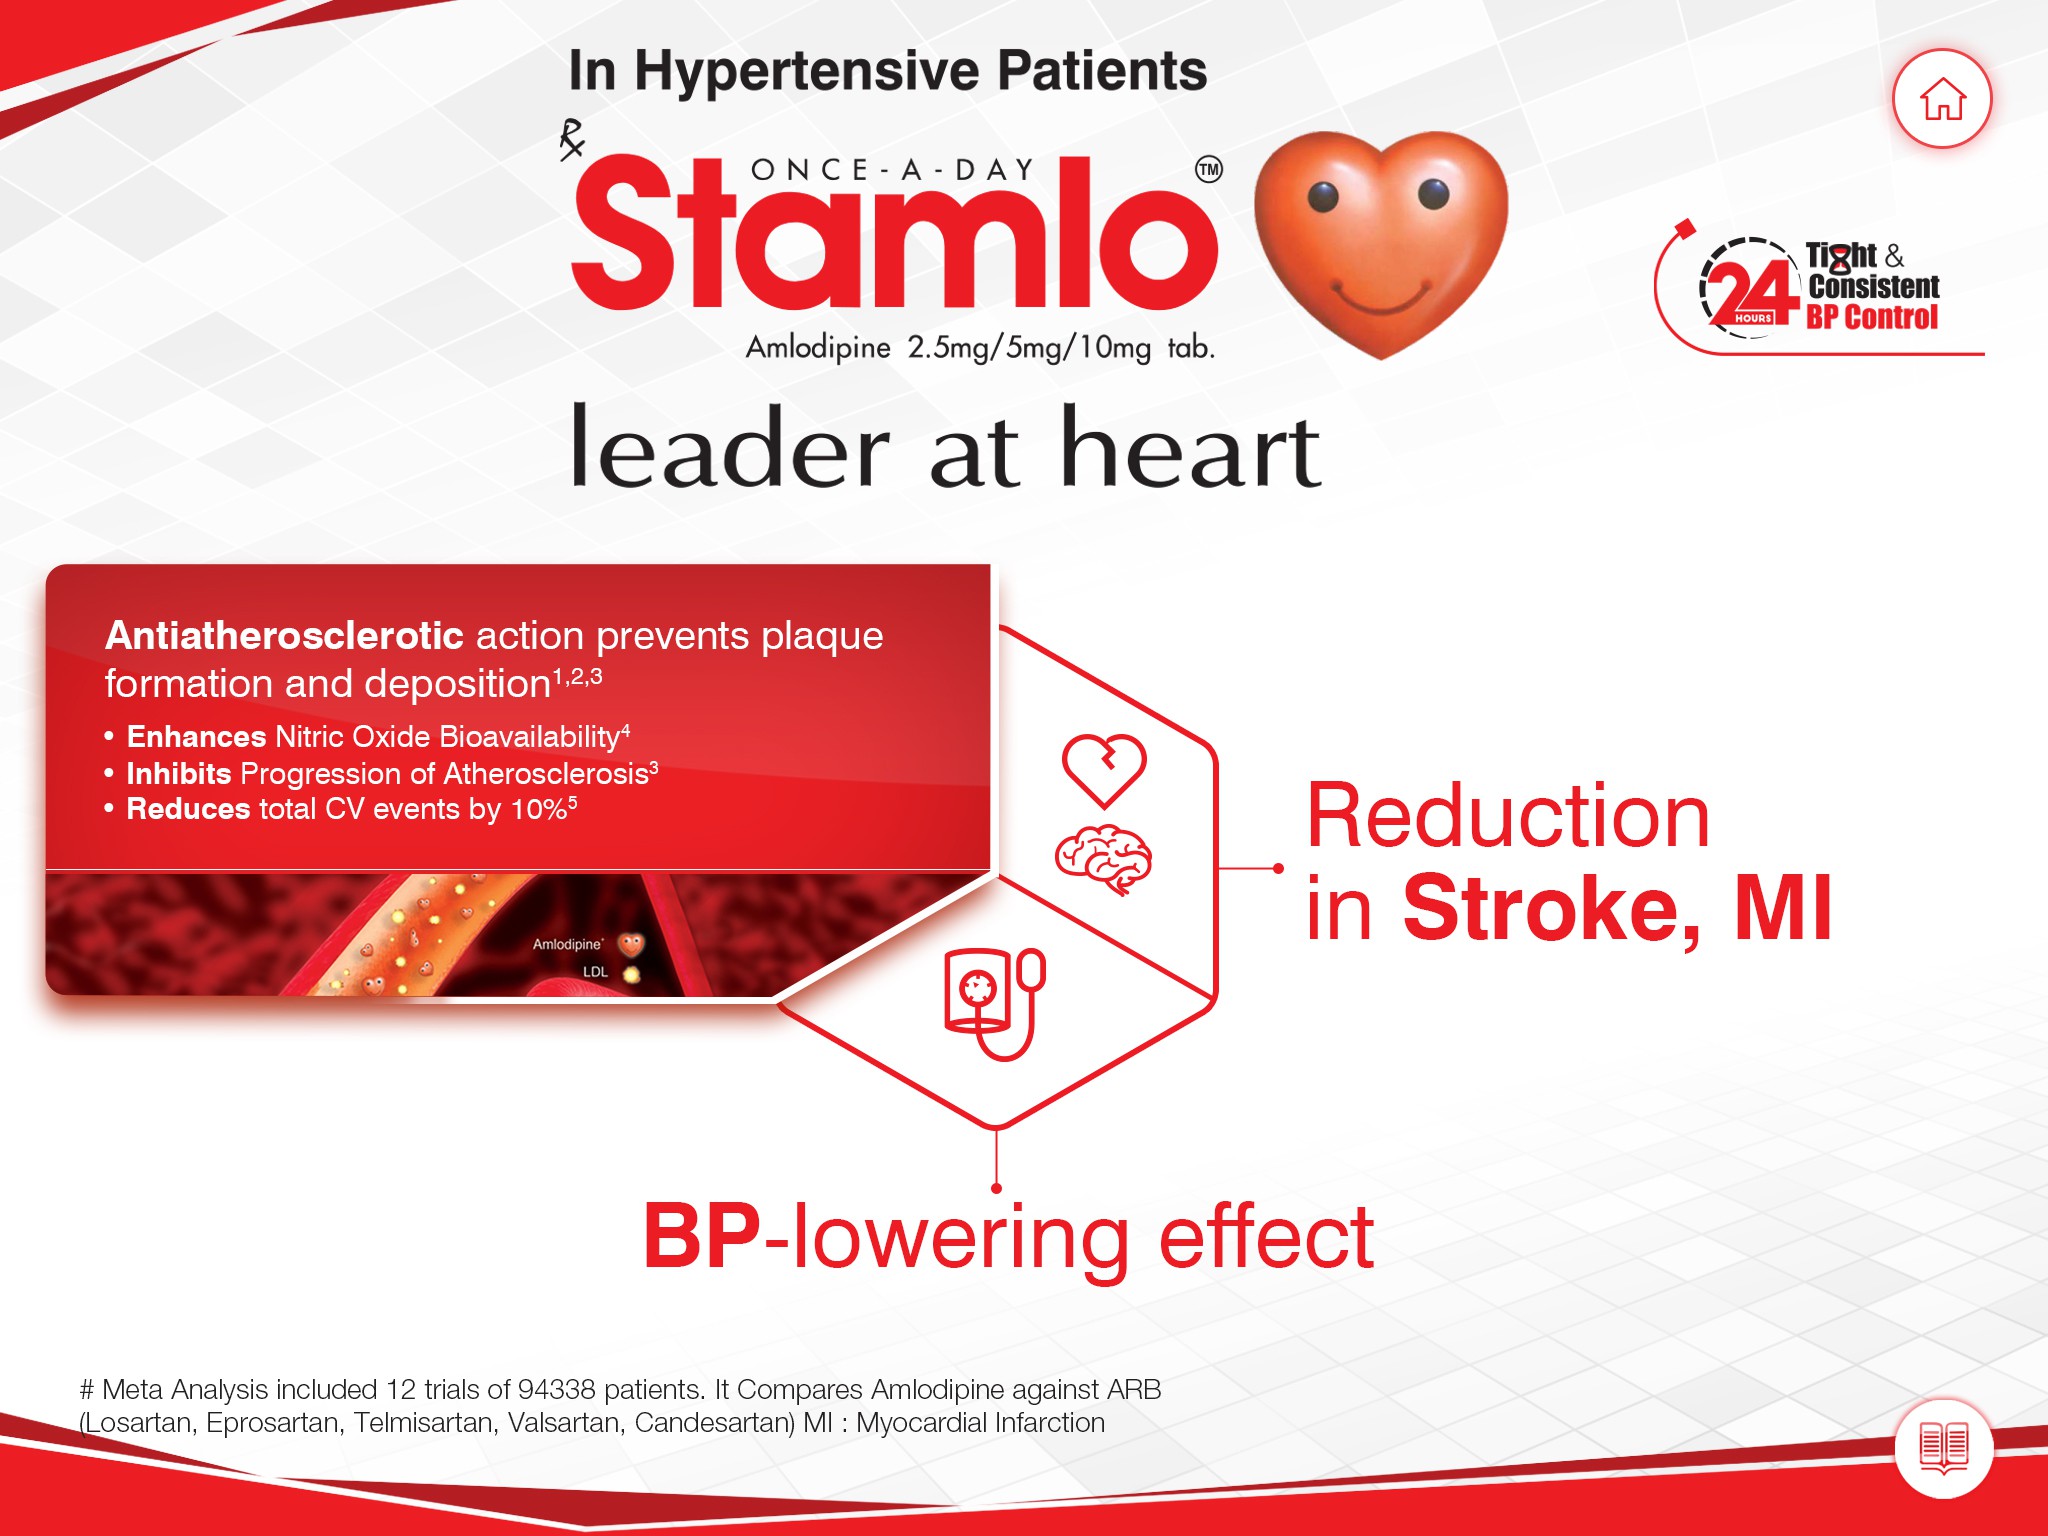 In Hypertensive Patients
℞
ONCE-A-DAY
Stamlo™
Amlodipine 2.5mg/5mg/10mg tab.
leader at heart
24 HOURS
Tight &
Consistent
BP Control
Antiatherosclerotic action prevents plaque
formation and deposition¹,²,³
• Enhances Nitric Oxide Bioavailability⁴
• Inhibits Progression of Atherosclerosis³
• Reduces total CV events by 10%⁵
Amlodipine*
LDL
Reduction
in Stroke, MI
BP-lowering effect
# Meta Analysis included 12 trials of 94338 patients. It Compares Amlodipine against ARB
(Losartan, Eprosartan, Telmisartan, Valsartan, Candesartan) MI : Myocardial Infarction